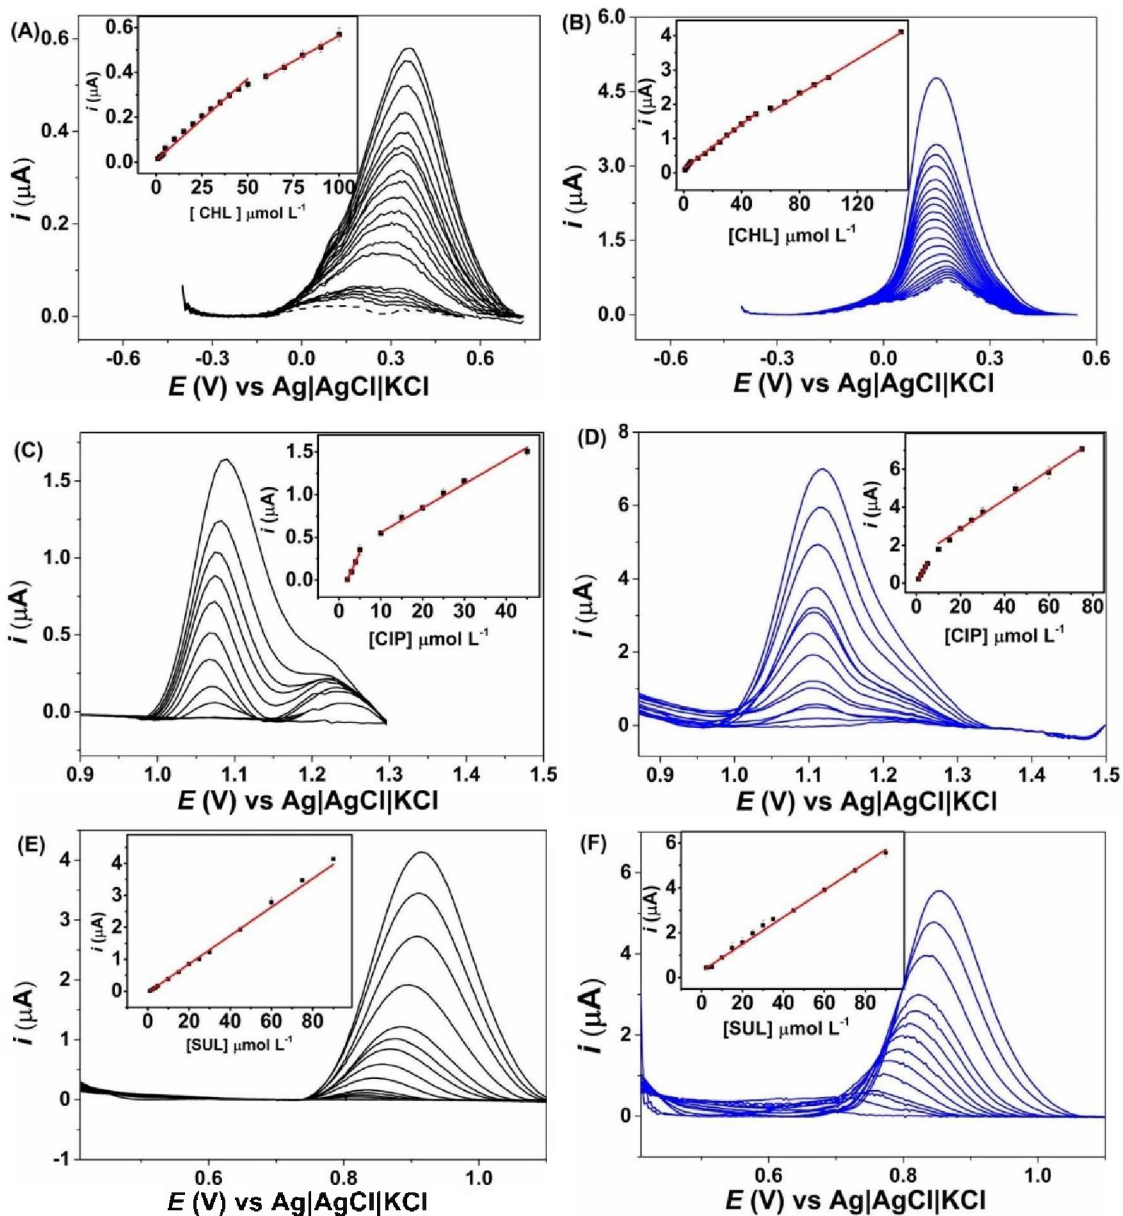 (A)
0.6
0.4
0.2
0.0
i (μA)
0 25 50 75 100
[ CHL ] μmol L⁻¹
0.6
0.4
0.2
0.0
i (μA)
-0.6 -0.3 0.0 0.3 0.6
E (V) vs Ag|AgCl|KCl
(B)
4
3
2
1
0
i (μA)
0 40 80 120
[CHL] μmol L⁻¹
6.0
4.5
3.0
1.5
0.0
i (μA)
-0.6 -0.3 0.0 0.3 0.6
E (V) vs Ag|AgCl|KCl
(C)
1.5
1.0
0.5
0.0
i (μA)
0 10 20 30 40
[CIP] μmol L⁻¹
1.5
1.0
0.5
0.0
i (μA)
0.9 1.0 1.1 1.2 1.3 1.4 1.5
E (V) vs Ag|AgCl|KCl
(D)
6
4
2
0
i (μA)
0 20 40 60 80
[CIP] μmol L⁻¹
8
6
4
2
0
i (μA)
0.9 1.0 1.1 1.2 1.3 1.4 1.5
E (V) vs Ag|AgCl|KCl
(E)
4
3
2
1
0
i (μA)
0 20 40 60 80
[SUL] μmol L⁻¹
4
3
2
1
0
-1
i (μA)
0.6 0.8 1.0
E (V) vs Ag|AgCl|KCl
(F)
6
4
2
0
i (μA)
0 20 40 60 80
[SUL] μmol L⁻¹
6
4
2
0
i (μA)
0.6 0.8 1.0
E (V) vs Ag|AgCl|KCl